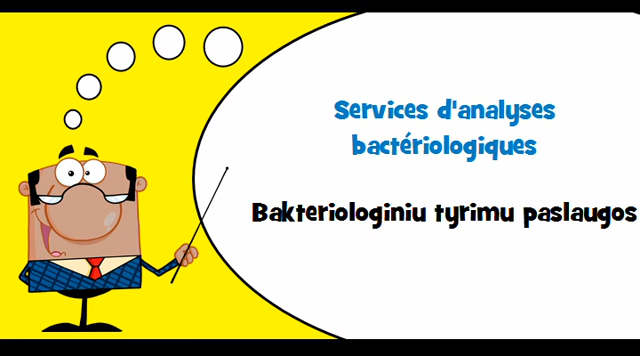 Services d'analyses
bactériologiques
Bakteriologiniu tyrimu paslaugos